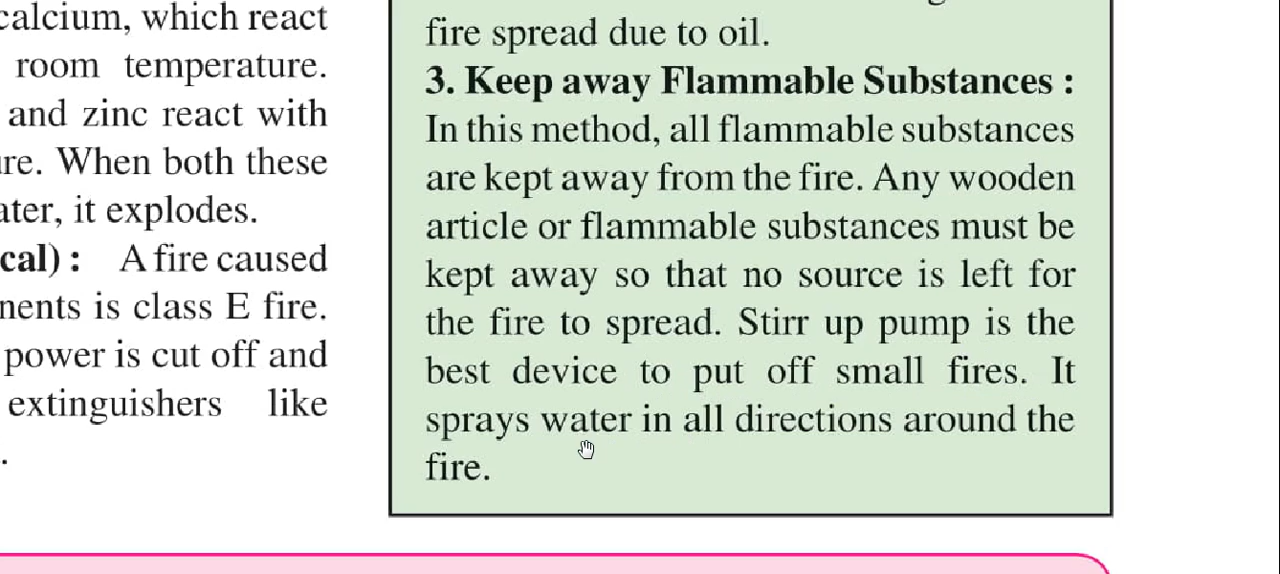 calcium, which react
room temperature.
and zinc react with
When both these
it explodes.
A fire caused
is class E fire.
power is cut off and
extinguishers like
.
fire spread due to oil.
3. Keep away Flammable Substances :
In this method, all flammable substances
are kept away from the fire. Any wooden
article or flammable substances must be
kept away so that no source is left for
the fire to spread. Stirr up pump is the
best device to put off small fires. It
sprays water in all directions around the
fire.